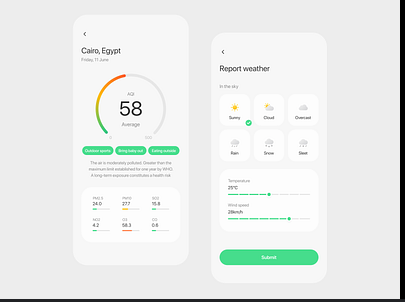 Cairo, Egypt
Friday, 11 June
AQI
58
Average
0
500
Outdoor sports
Bring baby out
Eating outside
The air is moderately polluted. Greater than the
maximum limit established for one year by WHO.
A long-term exposure constitutes a health risk
PM2.5
PM10
SO2
24.0
27.7
15.8
NO2
O3
CO
4.2
58.3
0.6
Report weather
In the sky
Sunny
Cloud
Overcast
Rain
Snow
Sleet
Temperature
25°C
Wind speed
28km/h
Submit